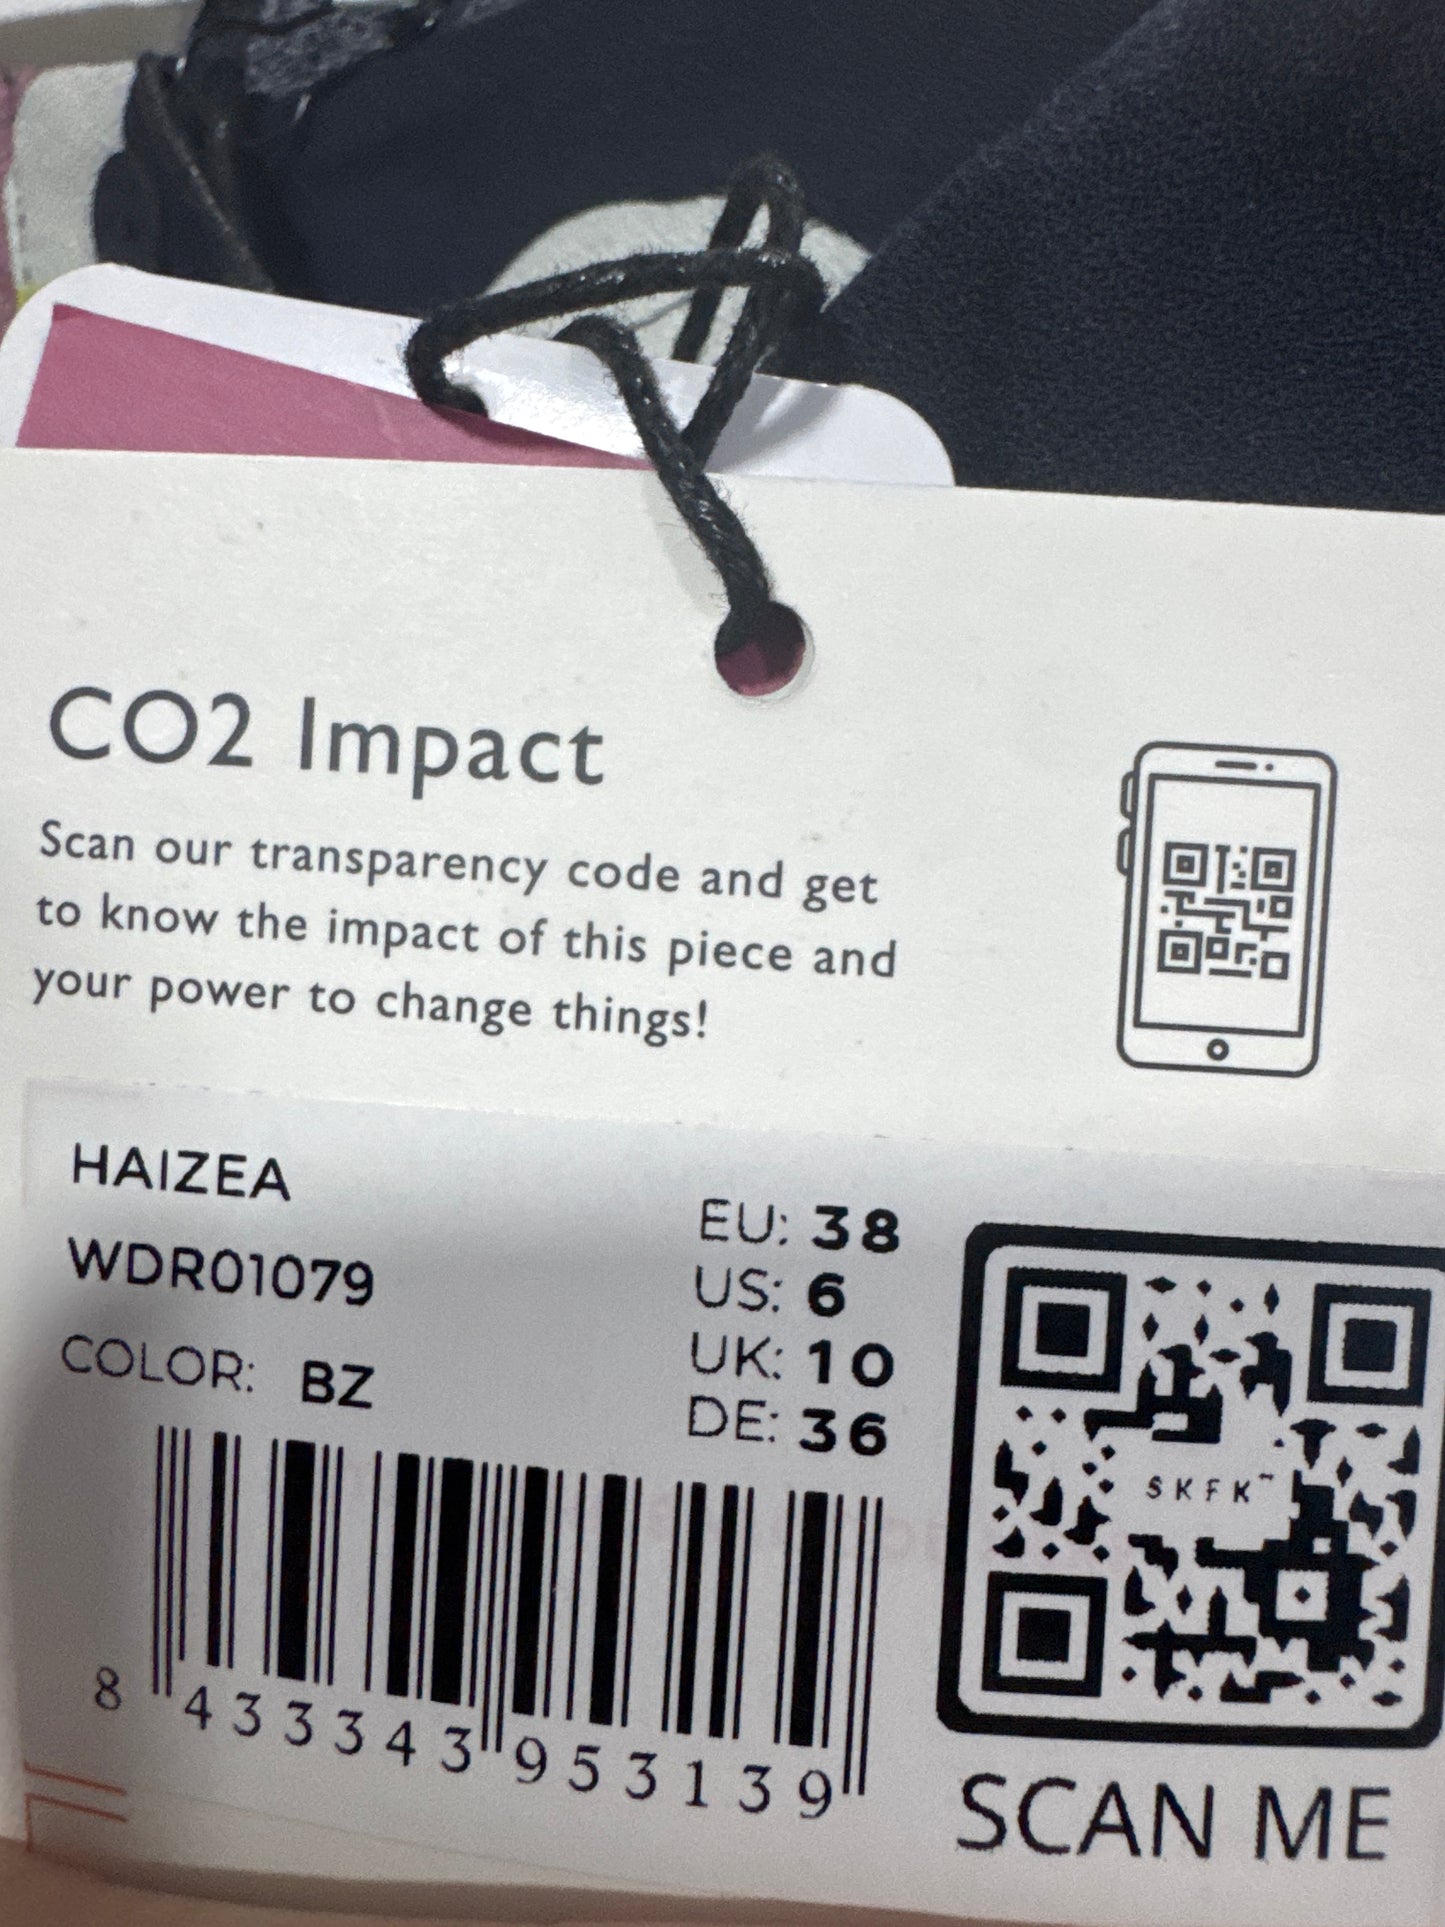 CO2 Impact
Scan our transparency code and get
to know the impact of this piece and
your power to change things!
HAIZEA
WDR01079
COLOR: BZ
EU: 38
US: 6
UK: 10
DE: 36
8 433343 953139
SKFK™
SCAN ME